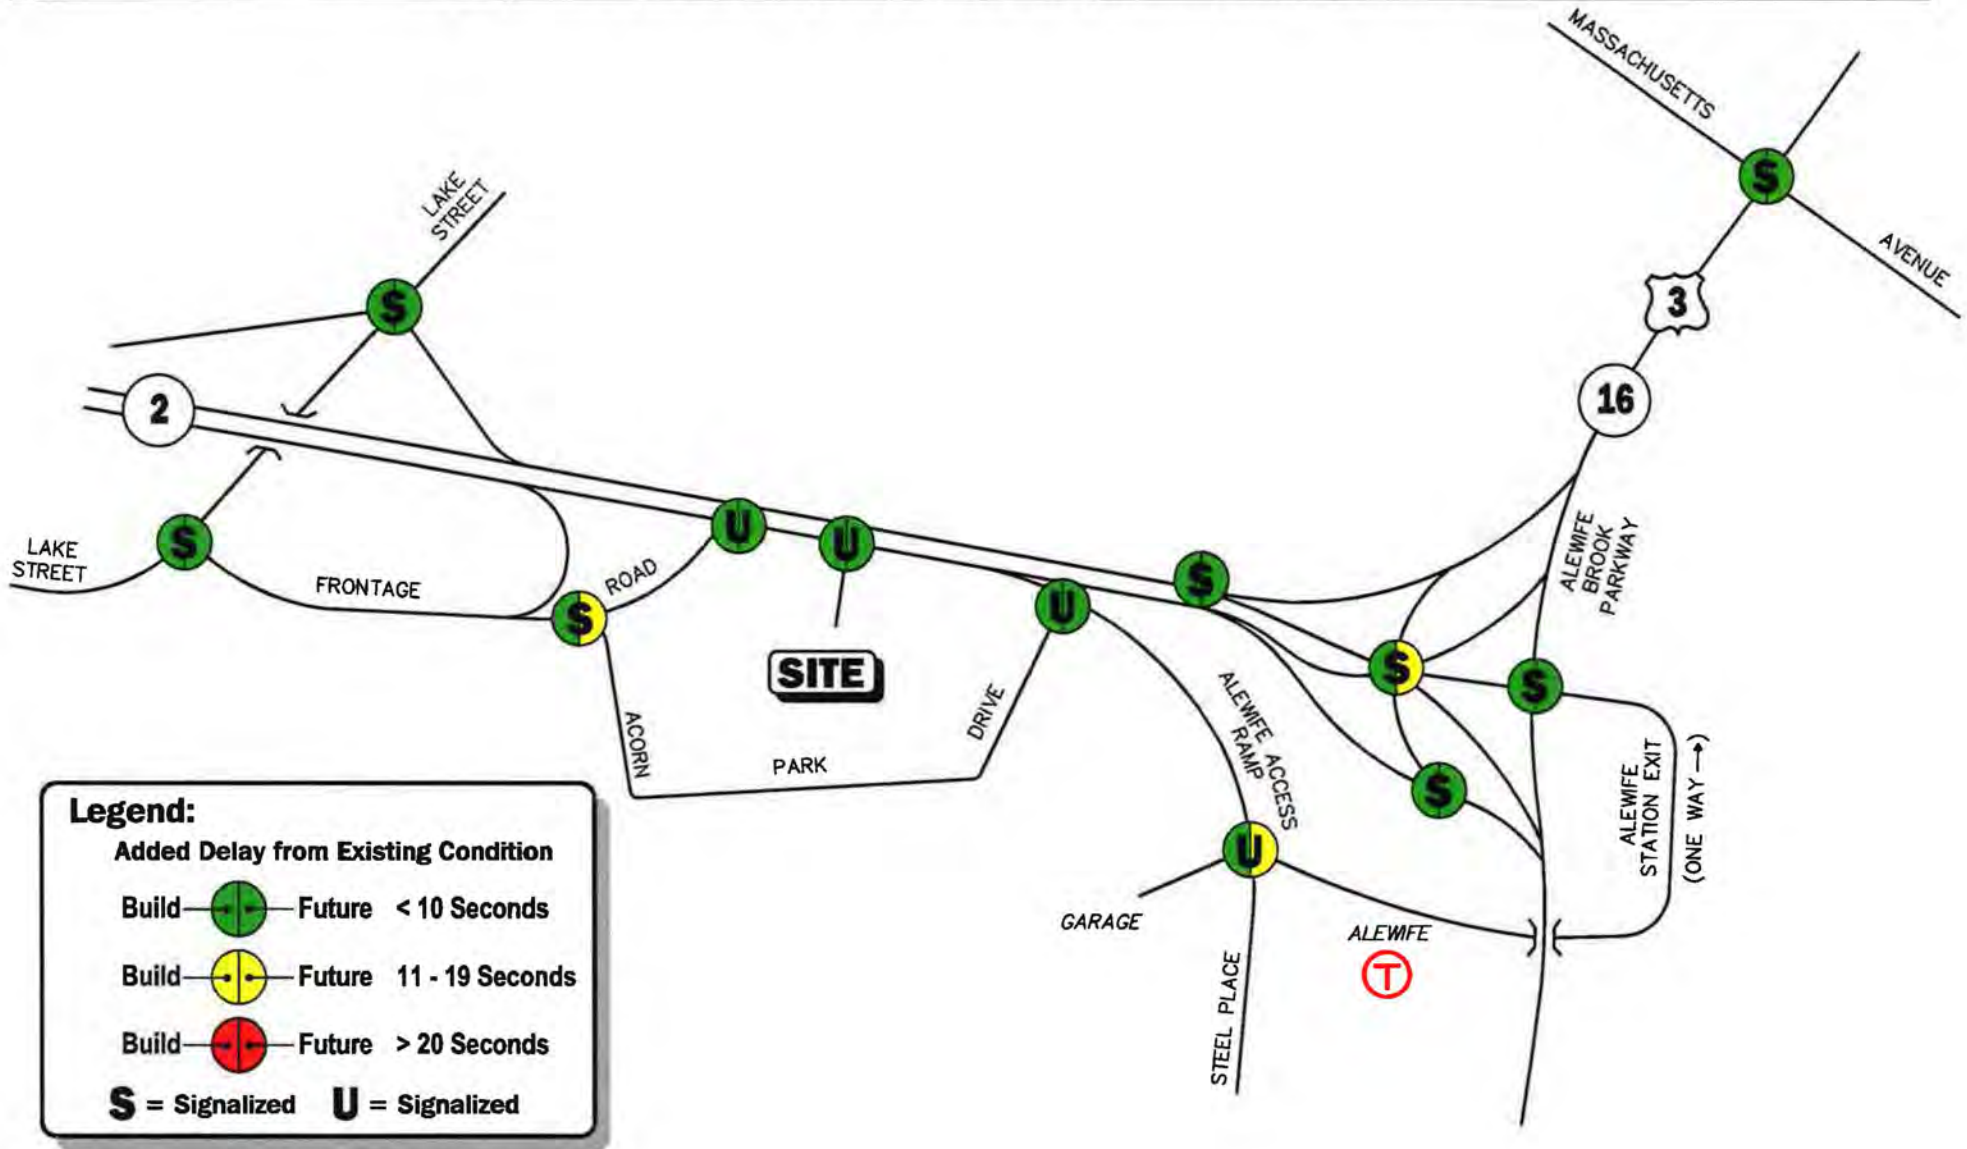 MASSACHUSETTS
AVENUE
S
3
16
LAKE
STREET
S
2
LAKE
STREET
S
FRONTAGE
S
ROAD
U
U
SITE
U
S
ALEWIFE
BROOK
PARKWAY
S
S
S
ACORN
PARK
DRIVE
ALEWIFE ACCESS
RAMP
U
GARAGE
STEEL PLACE
ALEWIFE
T
ALEWIFE
STATION EXIT
(ONE WAY →)
Legend:
Added Delay from Existing Condition
Build Future < 10 Seconds
Build Future 11 - 19 Seconds
Build Future > 20 Seconds
S = Signalized U = Signalized